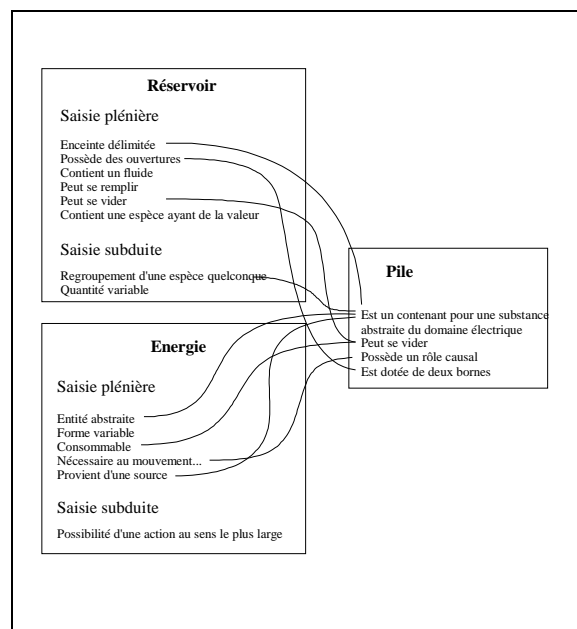 Réservoir
Saisie plénière
Enceinte délimitée
Possède des ouvertures
Contient un fluide
Peut se remplir
Peut se vider
Contient une espèce ayant de la valeur
Saisie subduite
Regroupement d'une espèce quelconque
Quantité variable
Energie
Saisie plénière
Entité abstraite
Forme variable
Consommable
Nécessaire au mouvement...
Provient d'une source
Saisie subduite
Possibilité d'une action au sens le plus large
Pile
Est un contenant pour une substance
abstraite du domaine électrique
Peut se vider
Possède un rôle causal
Est dotée de deux bornes